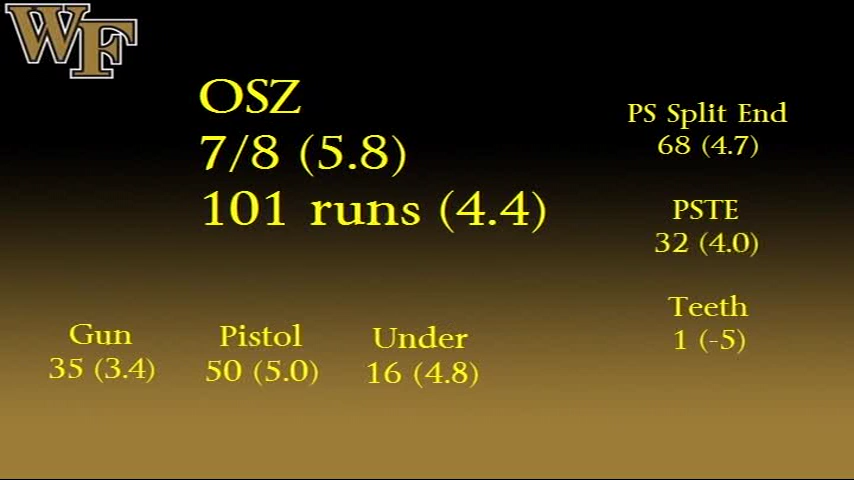 WF
OSZ
7/8 (5.8)
101 runs (4.4)
PS Split End
68 (4.7)
PSTE
32 (4.0)
Teeth
1 (-5)
Gun
35 (3.4)
Pistol
50 (5.0)
Under
16 (4.8)